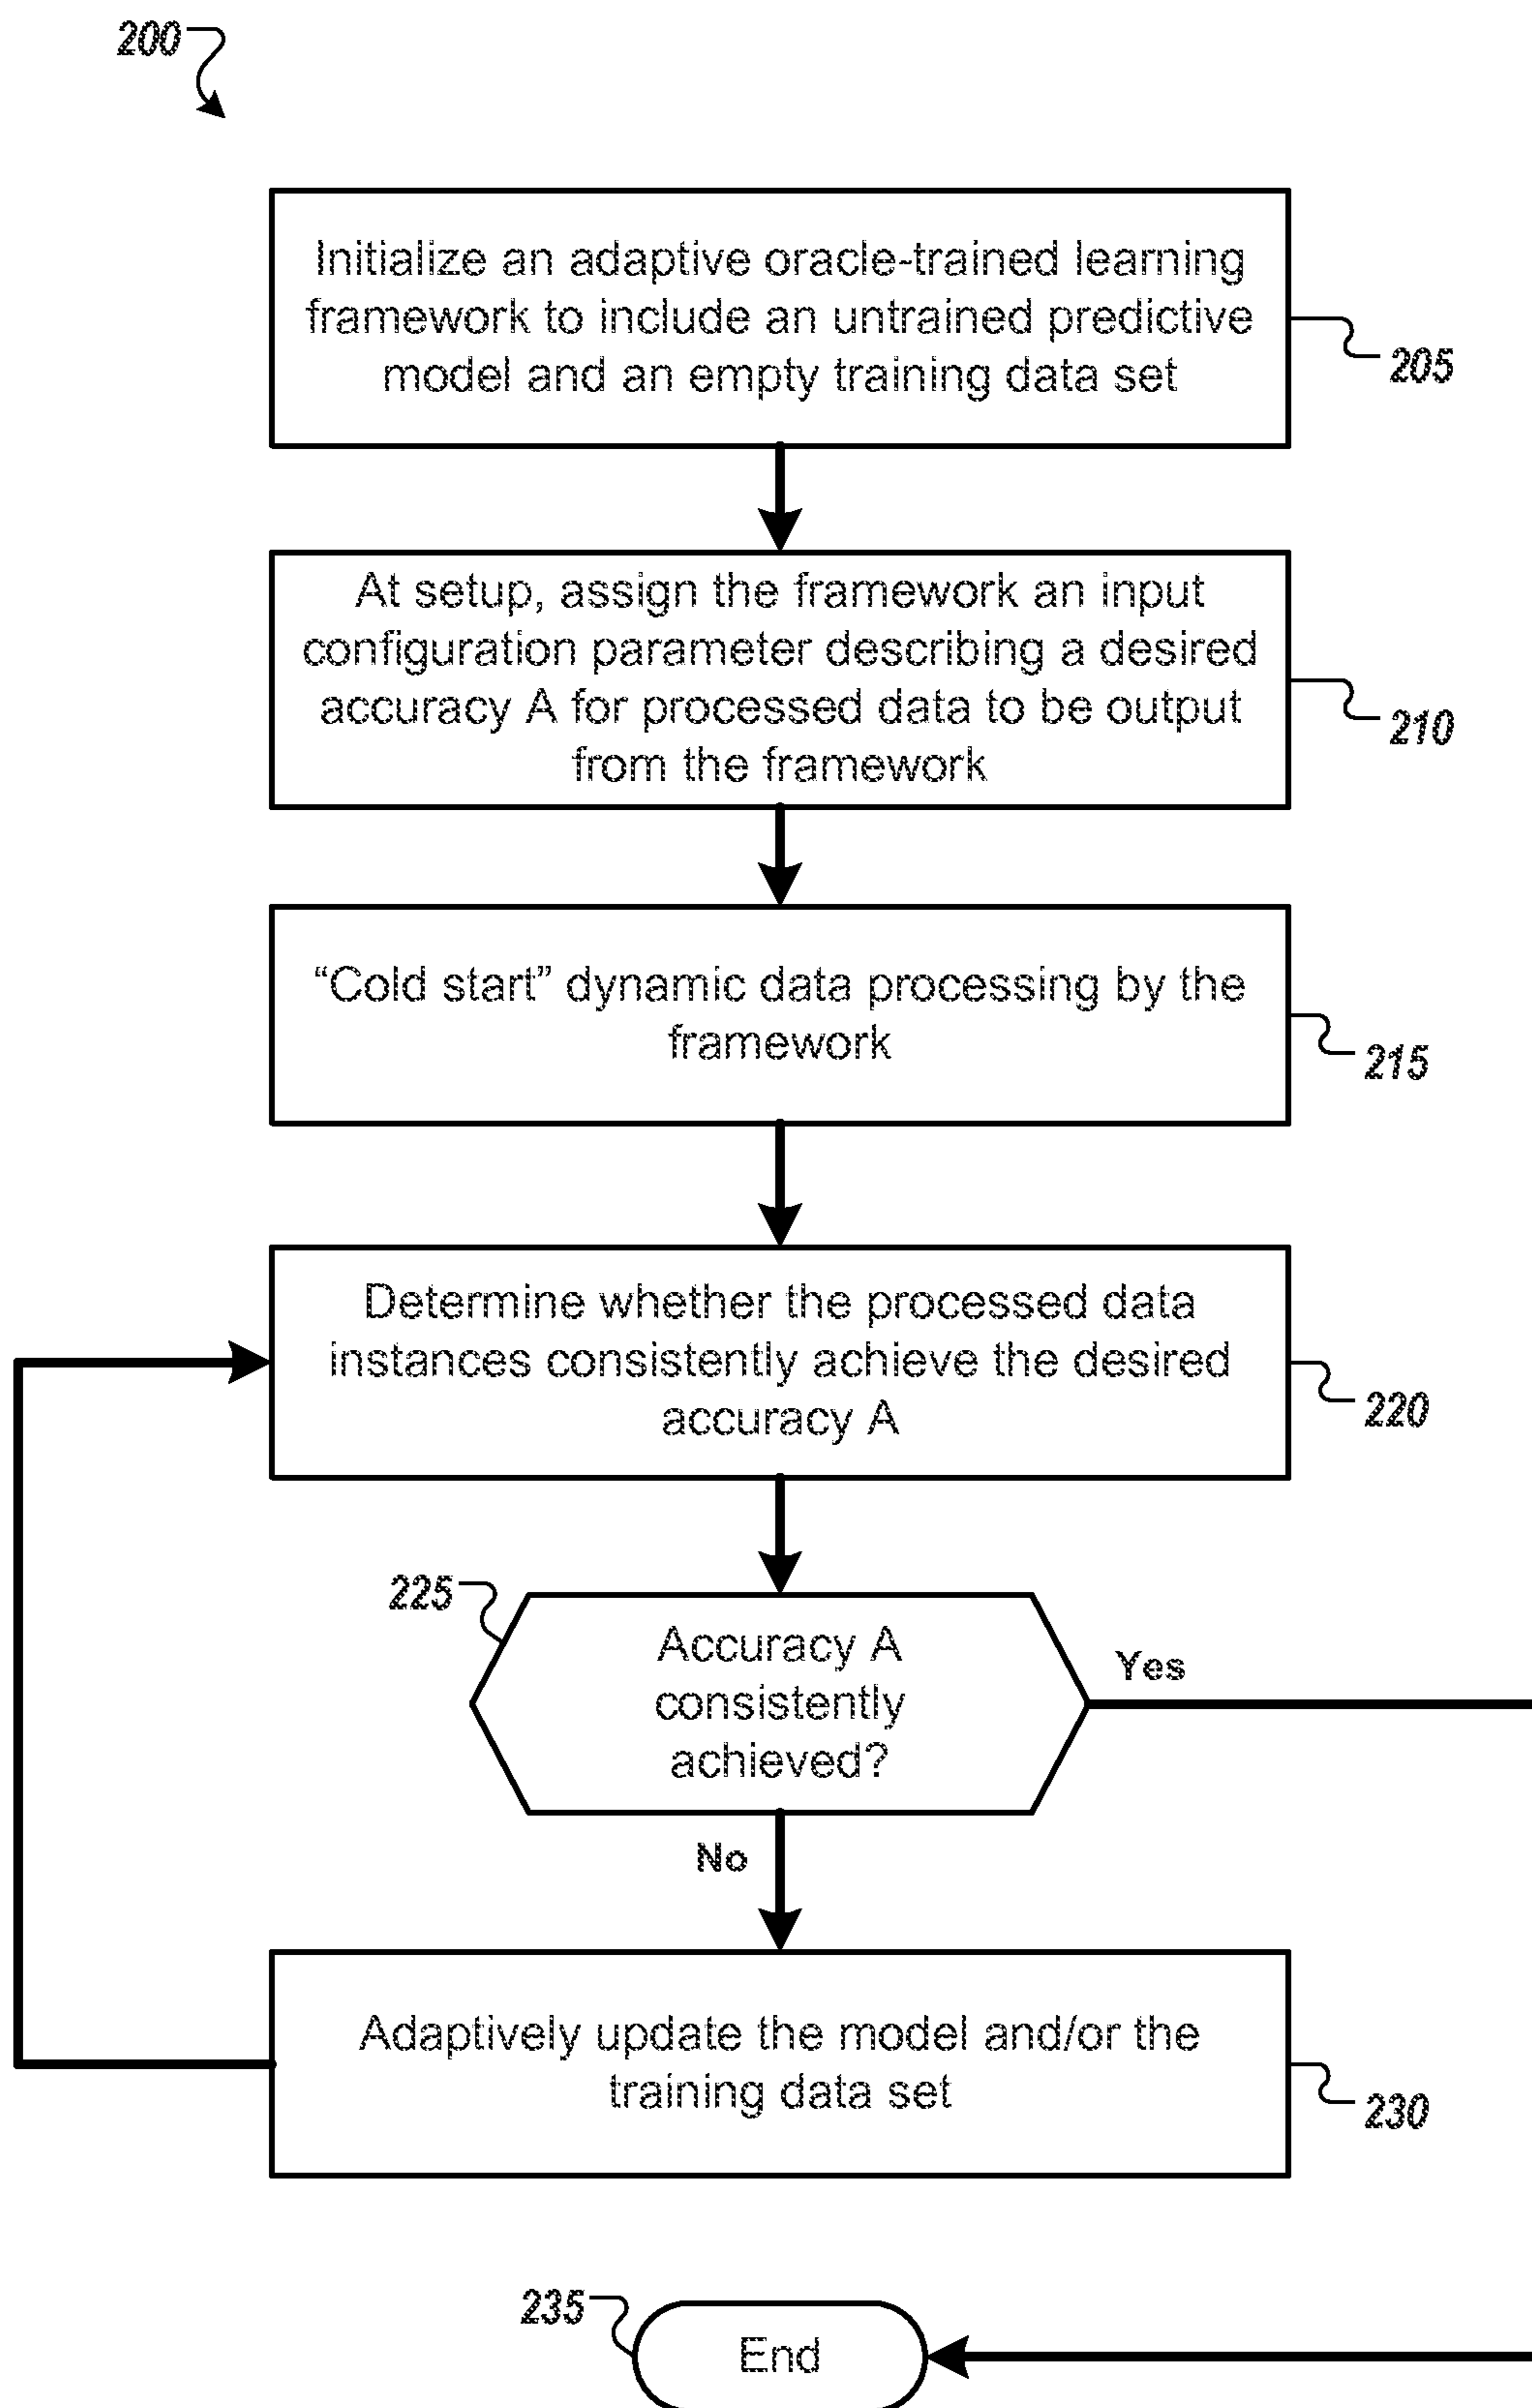 200
Initialize an adaptive oracle-trained learning
framework to include an untrained predictive
model and an empty training data set
205
At setup, assign the framework an input
configuration parameter describing a desired
accuracy A for processed data to be output
from the framework
210
“Cold start” dynamic data processing by the
framework
215
Determine whether the processed data
instances consistently achieve the desired
accuracy A
220
225
Accuracy A
consistently
achieved?
Yes
No
Adaptively update the model and/or the
training data set
230
235
End